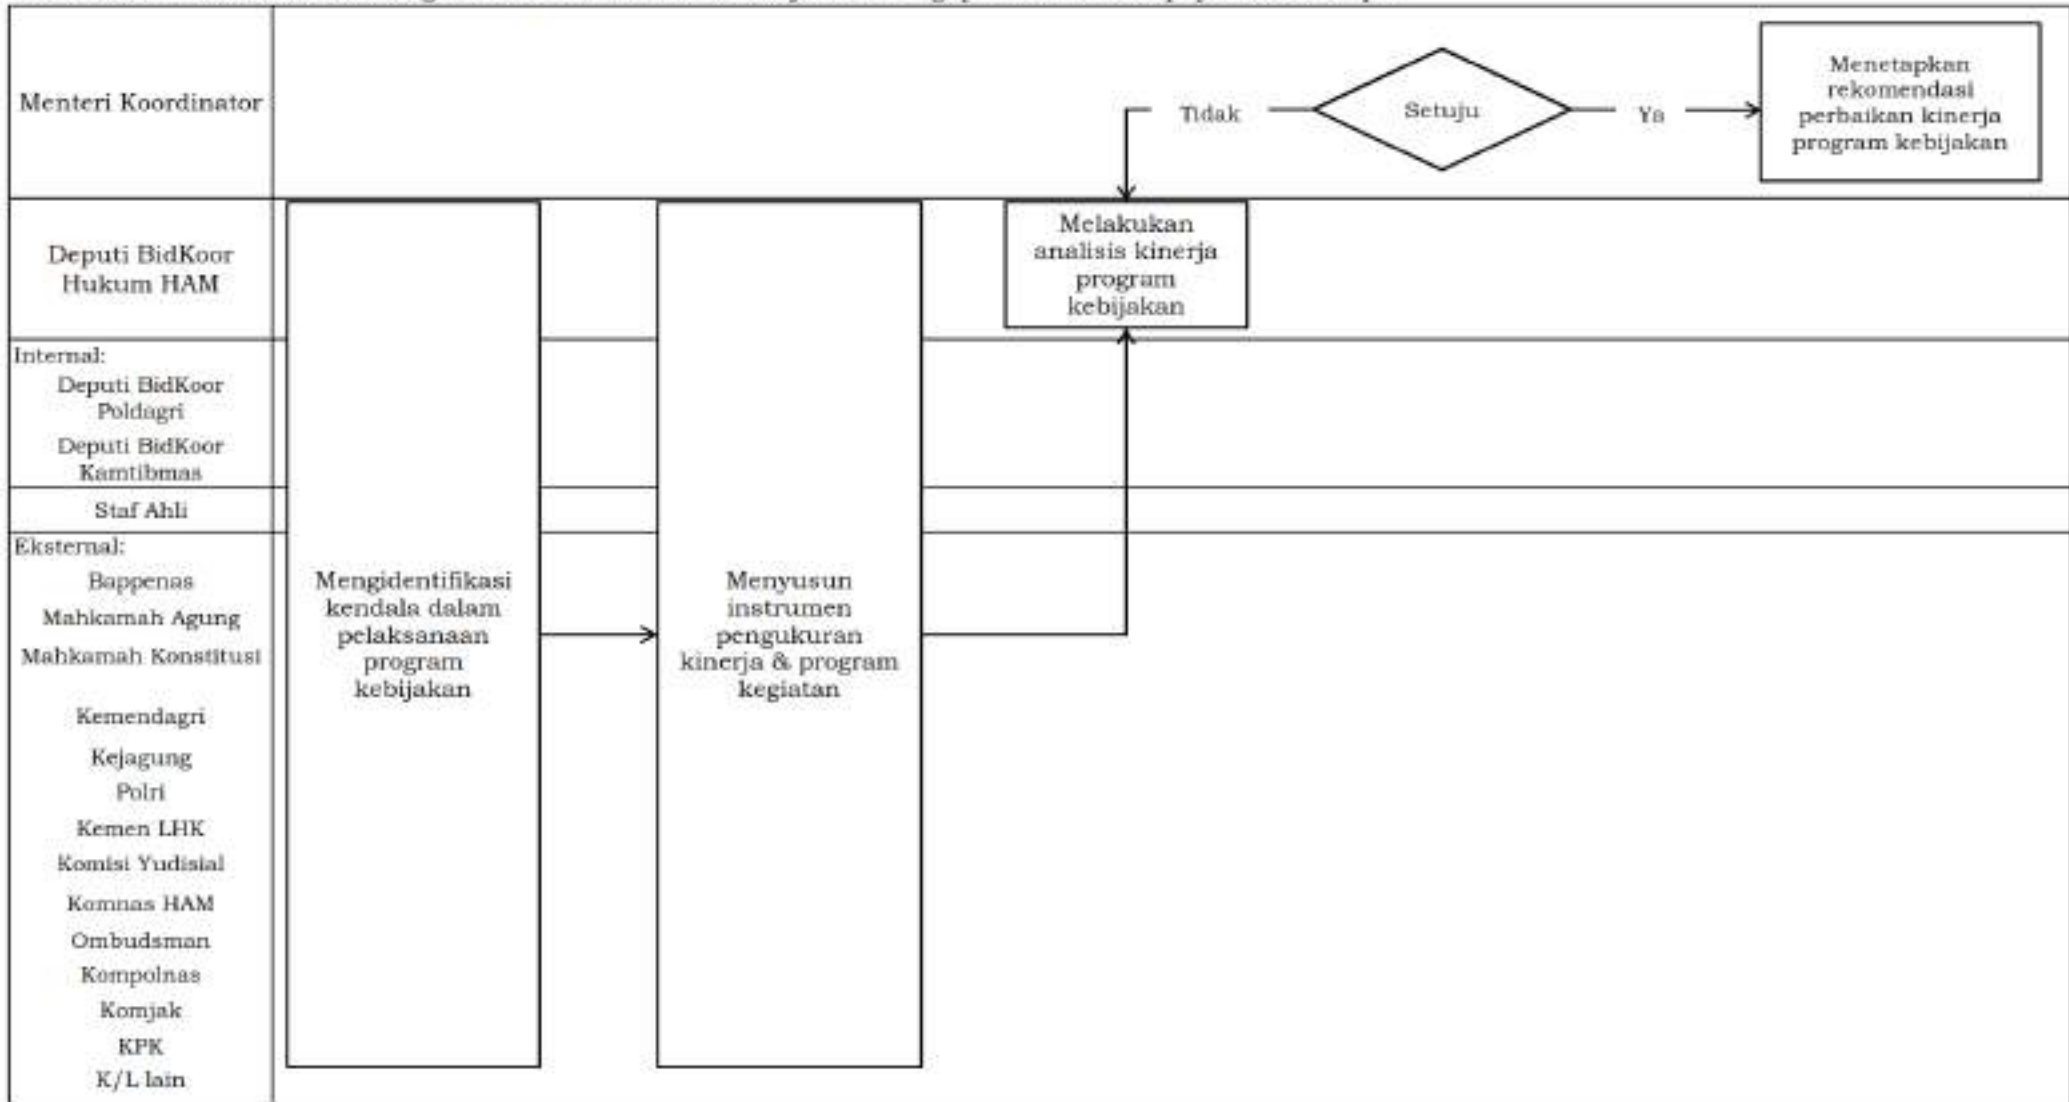 Menteri Koordinator
Tidak
Setuju
Ya
Menetapkan
rekomendasi
perbaikan kinerja
program kebijakan
Deputi BidKoor
Hukum HAM
Melakukan
analisis kinerja
program
kebijakan
Internal:
Deputi BidKoor
Poldagri
Deputi BidKoor
Kamtibmas
Staf Ahli
Eksternal:
Bappenas
Mahkamah Agung
Mahkamah Konstitusi
Kemendagri
Kejagung
Polri
Kemen LHK
Komisi Yudisial
Komnas HAM
Ombudsman
Kompolnas
Komjak
KPK
K/L lain
Mengidentifikasi
kendala dalam
pelaksanaan
program
kebijakan
Menyusun
instrumen
pengukuran
kinerja & program
kegiatan